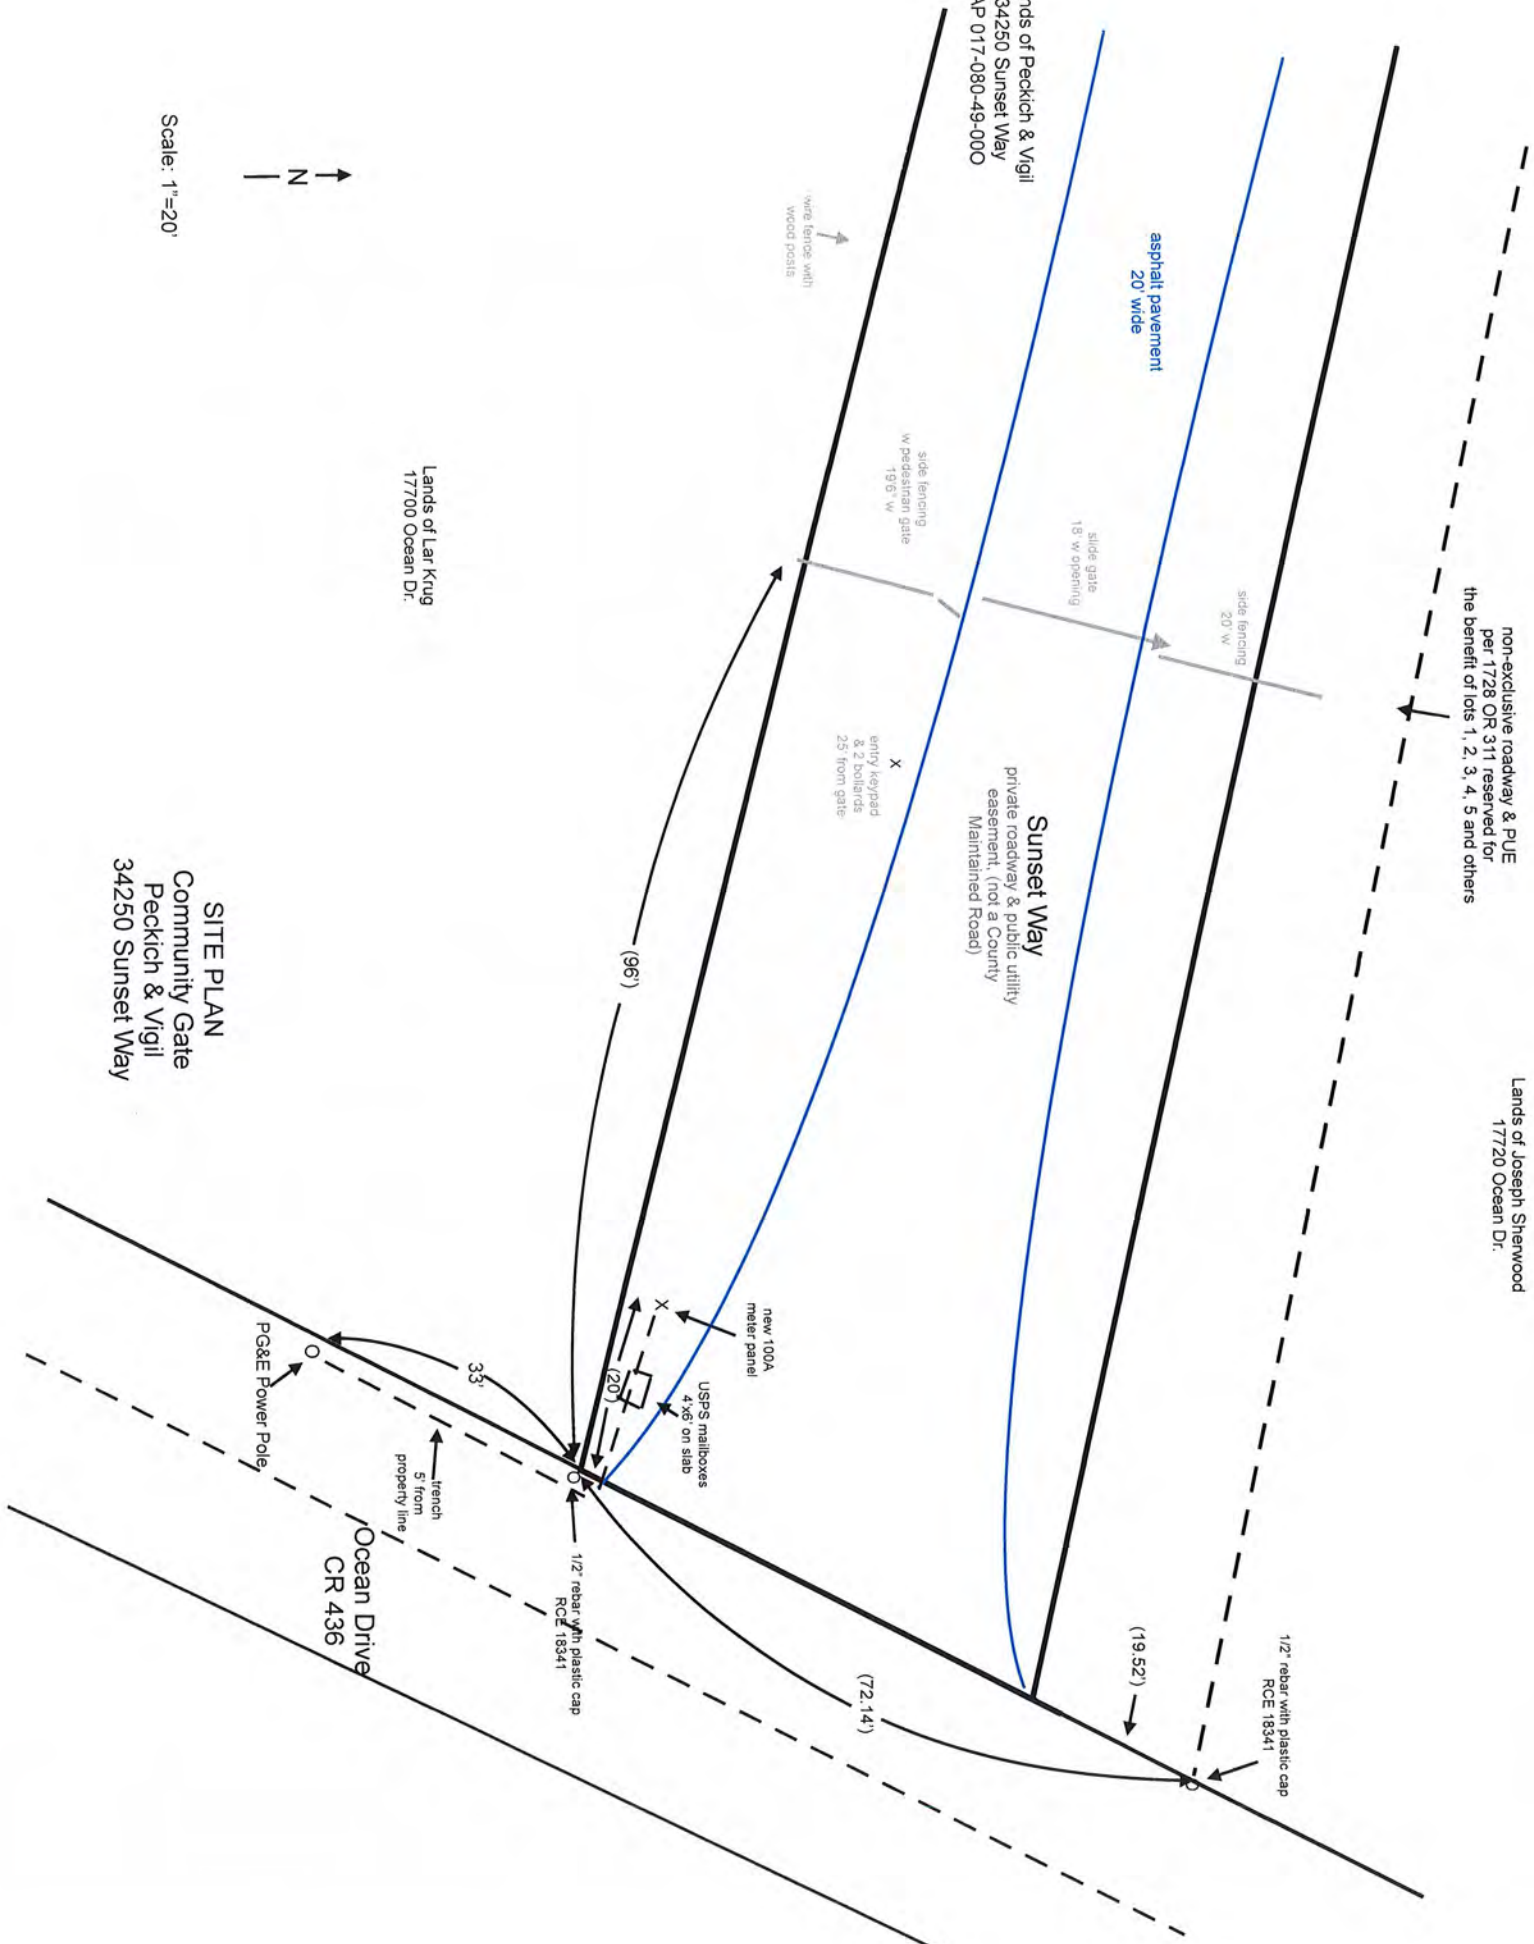 34250 Sunset Way
AP 017-080-49-00O
of Peckich & Vigil
non-exclusive roadway & PUE
per 1728 OR 311 reserved for
the benefit of lots 1, 2, 3, 4, 5 and others
Lands of Joseph Sherwood
17720 Ocean Dr.
1/2" rebar with plastic cap
RCE 18341
(19.52')
asphalt pavement
20' wide
side fencing
20' w
slide gate
18' w opening
side fencing
w pedestrian gate
19'6" w
Sunset Way
private roadway & public utility
easement, (not a County
Maintained Road)
X
entry keypad
& 2 bollards
25' from gate
wire fence with
wood posts
new 100A
meter panel
X
USPS mailboxes
4'x6' on slab
(20')
(72.14')
(96')
1/2" rebar with plastic cap
RCE 18341
33'
trench
5' from
property line
PG&E Power Pole
Ocean Drive
CR 436
Lands of Lar Krug
17700 Ocean Dr.
N
Scale: 1"=20'
SITE PLAN
Community Gate
Peckich & Vigil
34250 Sunset Way